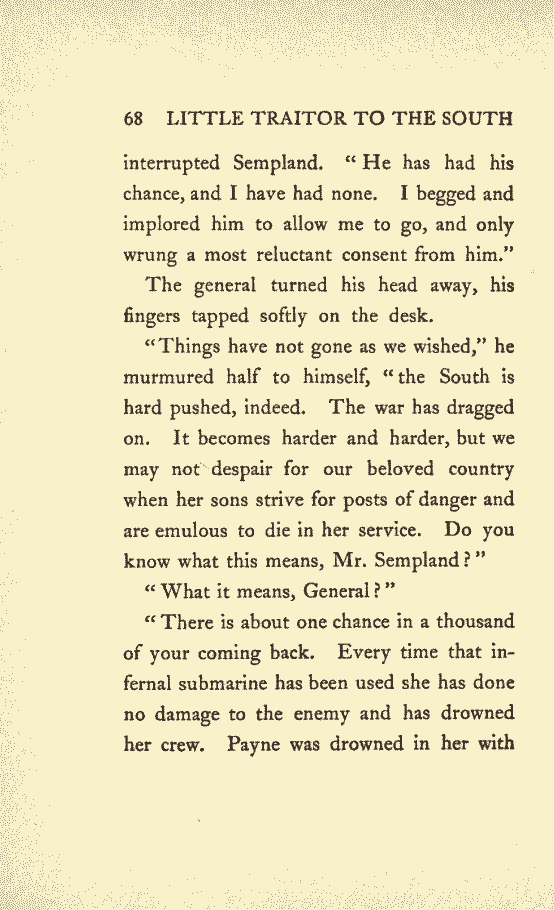 68 LITTLE TRAITOR TO THE SOUTH
interrupted Sempland. “He has had his
chance, and I have had none. I begged and
implored him to allow me to go, and only
wrung a most reluctant consent from him.”
The general turned his head away, his
fingers tapped softly on the desk.
“Things have not gone as we wished,” he
murmured half to himself, “the South is
hard pushed, indeed. The war has dragged
on. It becomes harder and harder, but we
may not despair for our beloved country
when her sons strive for posts of danger and
are emulous to die in her service. Do you
know what this means, Mr. Sempland?”
“What it means, General?”
“There is about one chance in a thousand
of your coming back. Every time that in-
fernal submarine has been used she has done
no damage to the enemy and has drowned
her crew. Payne was drowned in her with